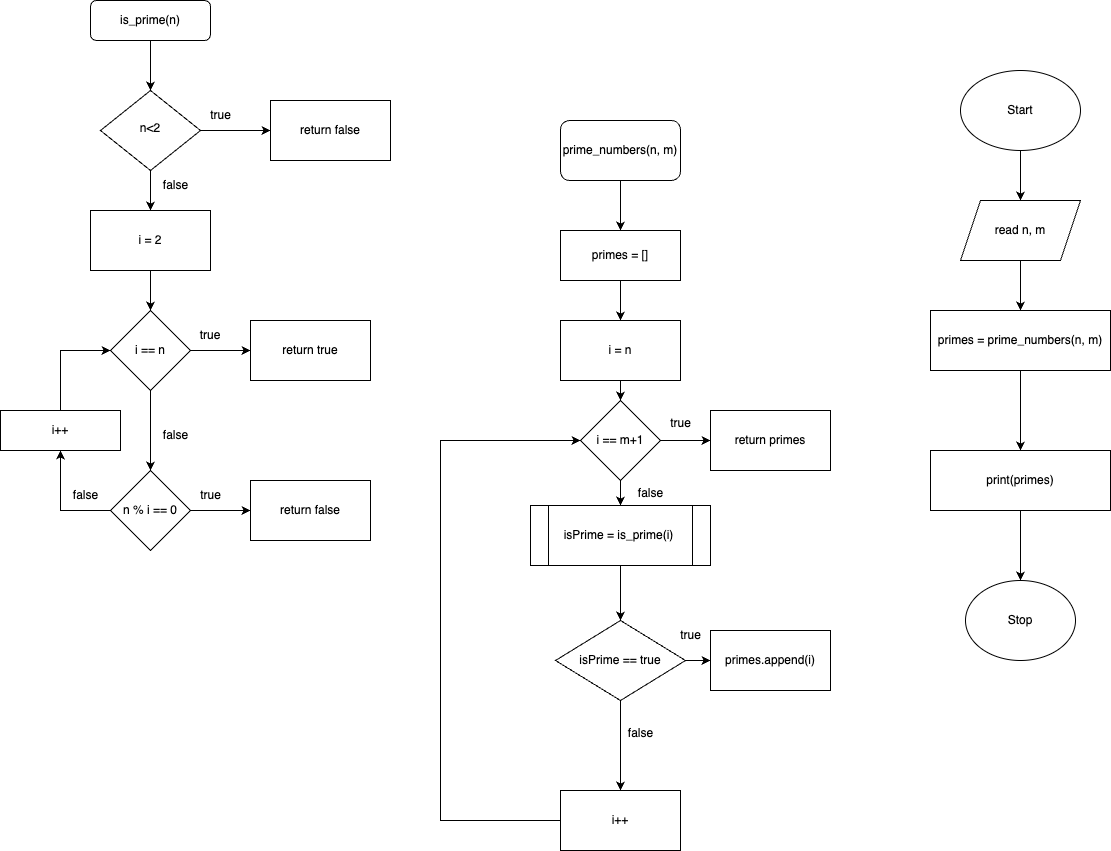 is_prime(n)
n<2
true
return false
false
i = 2
i == n
true
return true
i++
false
n % i == 0
false
true
return false
prime_numbers(n, m)
primes = []
i = n
i == m+1
true
return primes
false
isPrime = is_prime(i)
isPrime == true
true
primes.append(i)
false
i++
Start
read n, m
primes = prime_numbers(n, m)
print(primes)
Stop